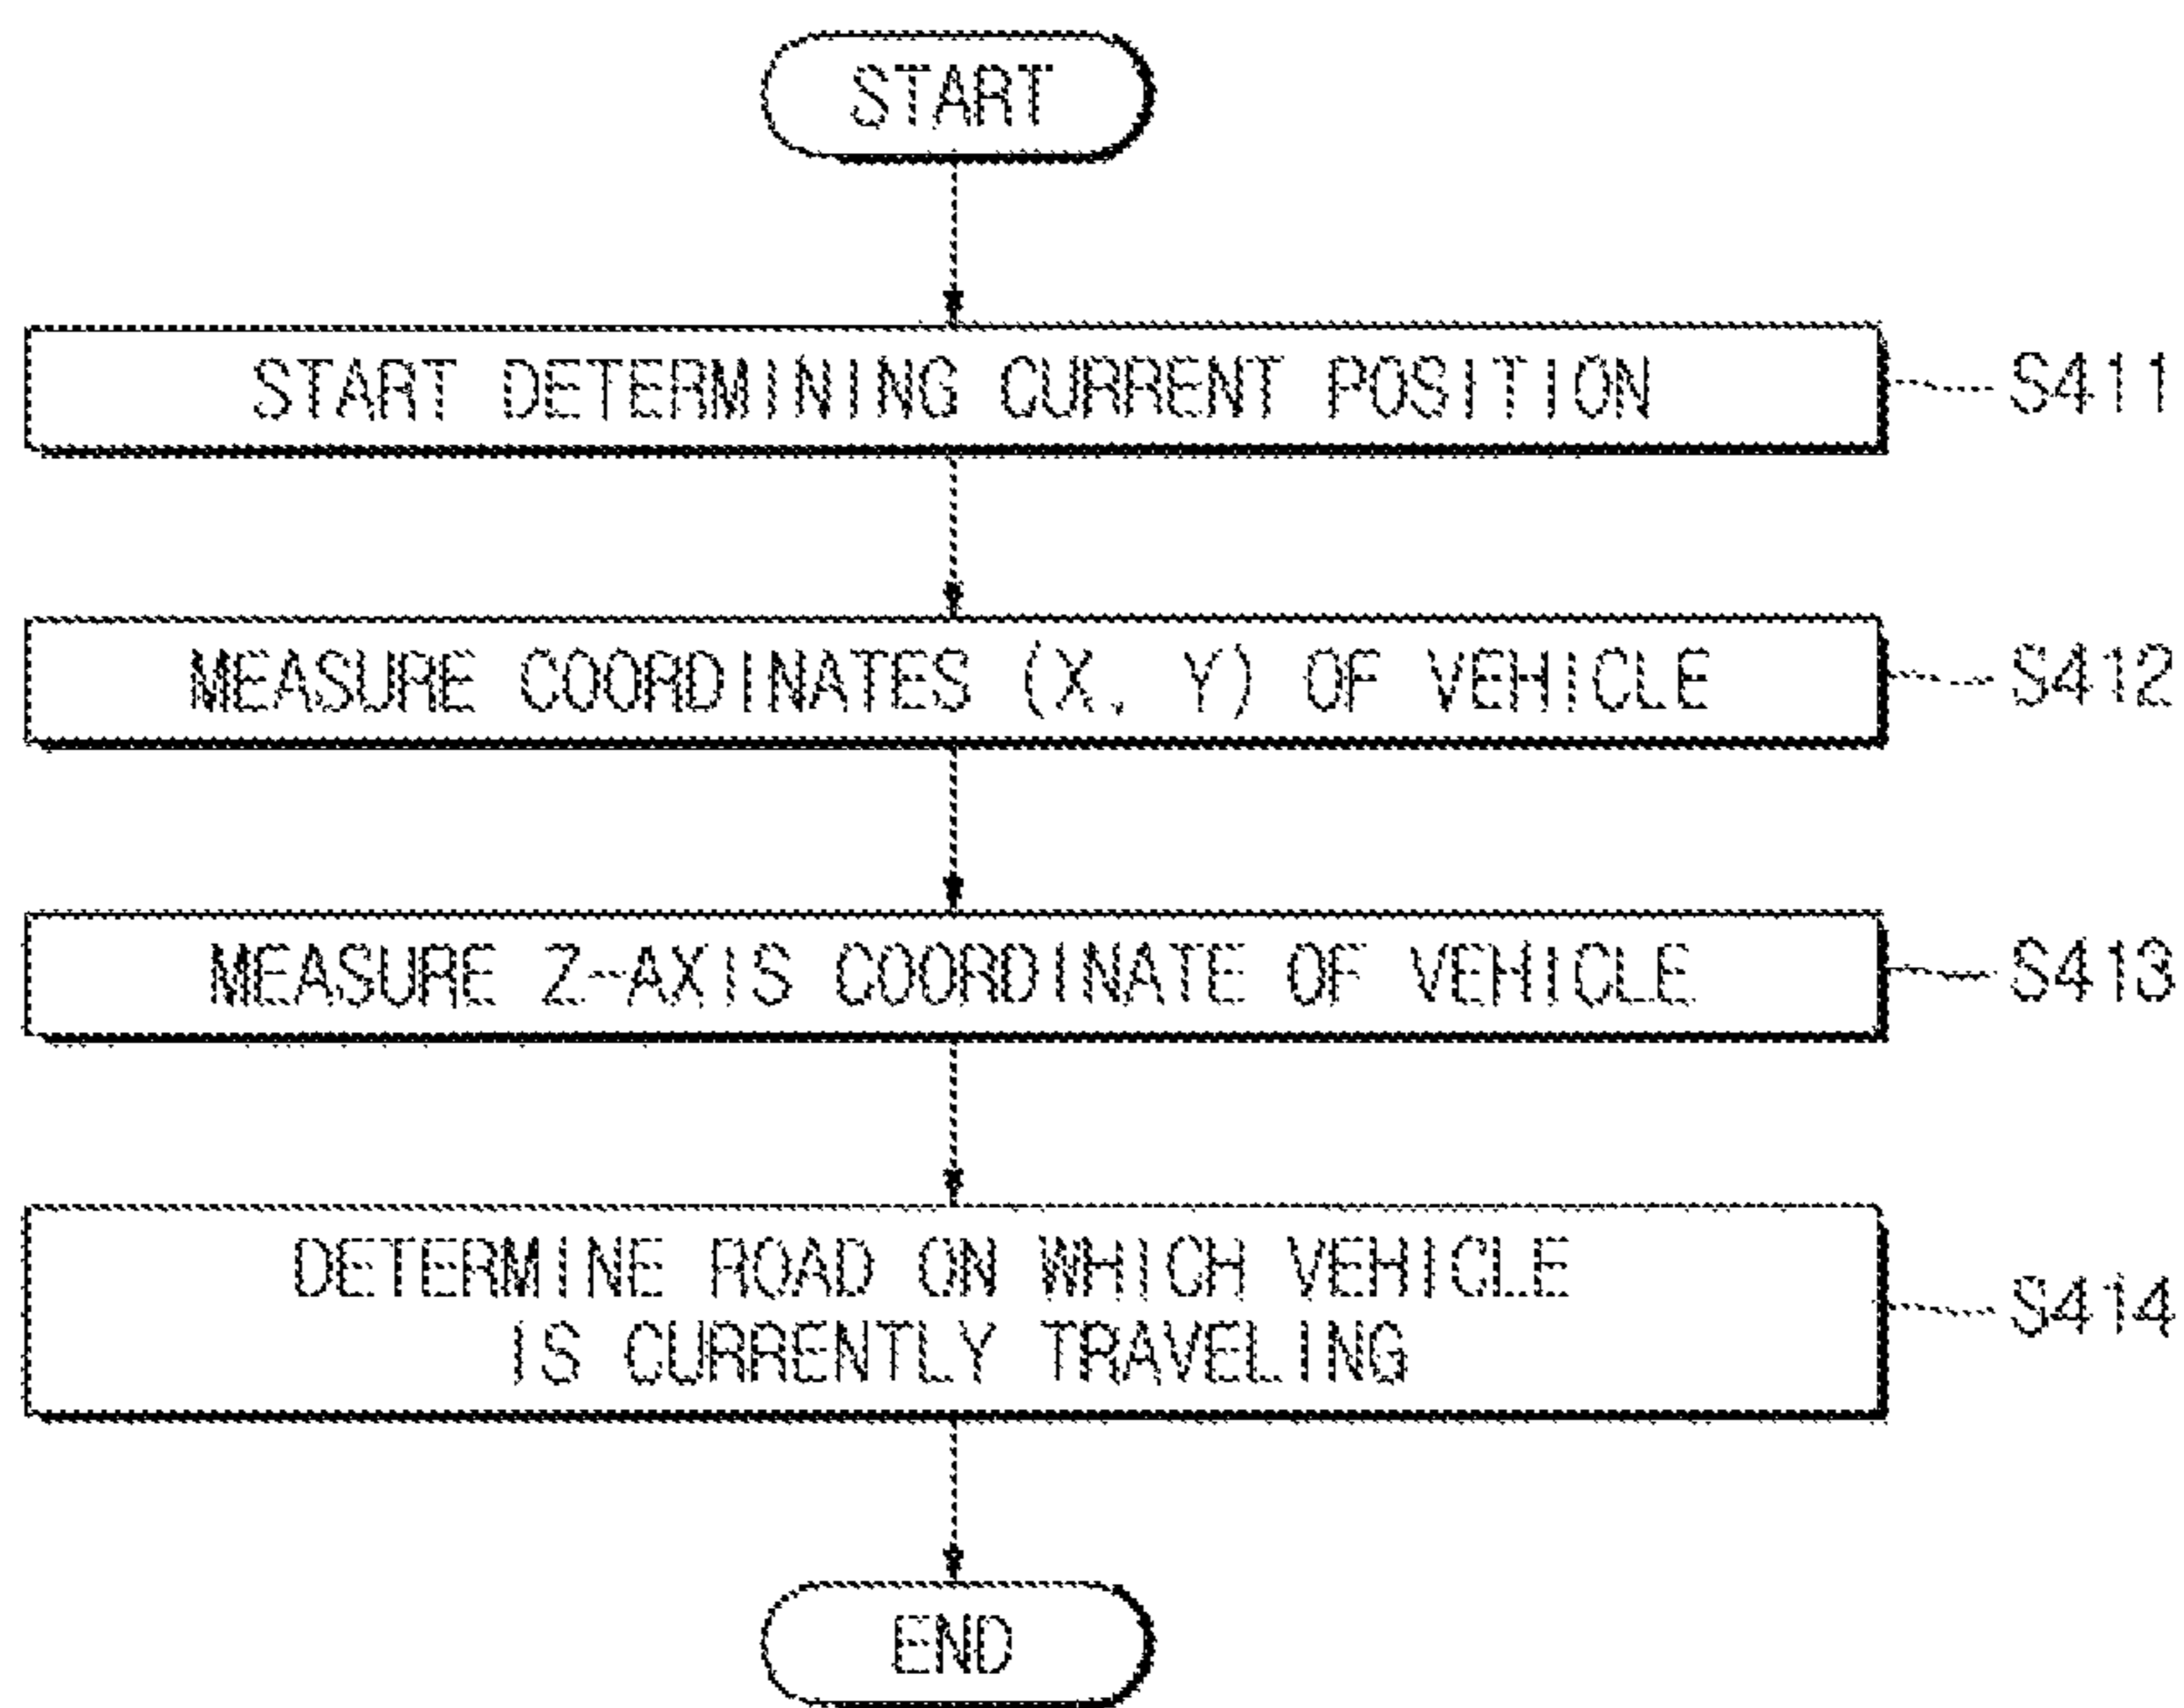 START
START DETERMINING CURRENT POSITION
S411
MEASURE COORDINATES (X, Y) OF VEHICLE
S412
MEASURE Z-AXIS COORDINATE OF VEHICLE
S413
DETERMINE ROAD ON WHICH VEHICLE
IS CURRENTLY TRAVELING
S414
END